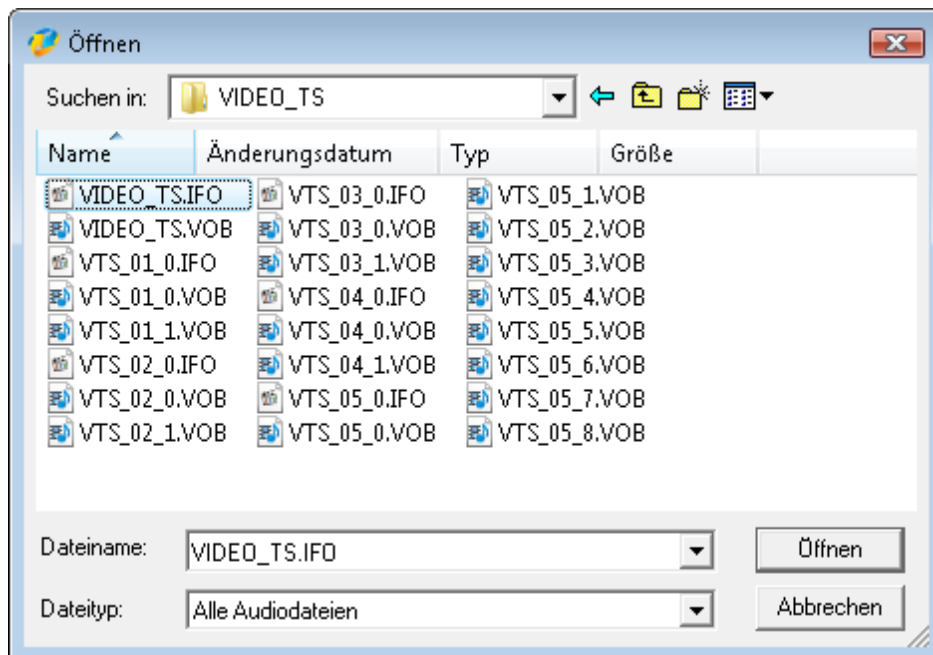 Öffnen
Suchen in: VIDEO_TS
Name Änderungsdatum Typ Größe
VIDEO_TS.IFO VTS_03_0.IFO VTS_05_1.VOB
VIDEO_TS.VOB VTS_03_0.VOB VTS_05_2.VOB
VTS_01_0.IFO VTS_03_1.VOB VTS_05_3.VOB
VTS_01_0.VOB VTS_04_0.IFO VTS_05_4.VOB
VTS_01_1.VOB VTS_04_0.VOB VTS_05_5.VOB
VTS_02_0.IFO VTS_04_1.VOB VTS_05_6.VOB
VTS_02_0.VOB VTS_05_0.IFO VTS_05_7.VOB
VTS_02_1.VOB VTS_05_0.VOB VTS_05_8.VOB
Dateiname: VIDEO_TS.IFO Öffnen
Dateityp: Alle Audiodateien Abbrechen